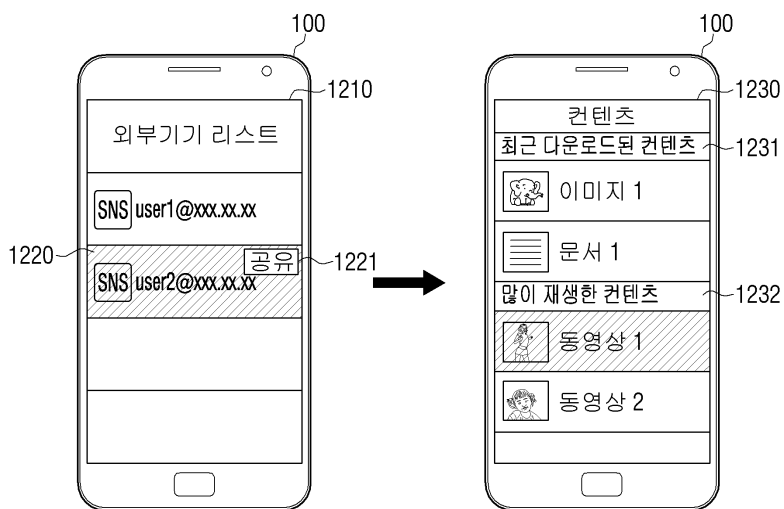 100
1210
외부기기 리스트
SNS user1@xxx.xx.xx
1220
공유
1221
SNS user2@xxx.xx.xx
100
1230
컨텐츠
최근 다운로드된 컨텐츠
1231
이미지 1
문서 1
많이 재생한 컨텐츠
1232
동영상 1
동영상 2